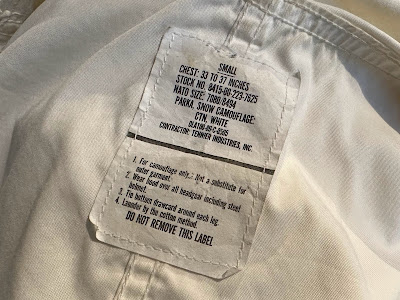 SMALL
CHEST: 33 TO 37 INCHES
STOCK NO. 8415-00-223-7625
NATO SIZE: 7080/8494
PARKA, SNOW CAMOUFLAGE:
CTN. WHITE
CONTRACTOR: TENNIER INDUSTRIES, INC.
1. For camouflage only.: Not a substitute for
outer garment.
2. Wear hood over all headgear including steel
helmet.
3. Tie bottom drawcord around each leg.
4. Launder by the cotton method.
DO NOT REMOVE THIS LABEL